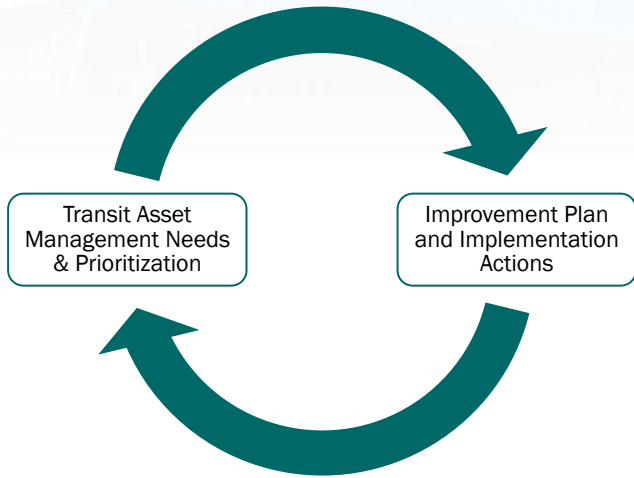 Transit Asset
Management Needs
& Prioritization
Improvement Plan
and Implementation
Actions